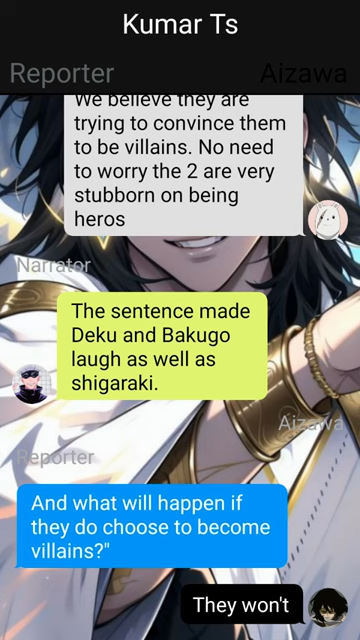 Kumar Ts
Reporter
Aizawa
We believe they are
trying to convince them
to be villains. No need
to worry the 2 are very
stubborn on being
heros
Narrator
The sentence made
Deku and Bakugo
laugh as well as
shigaraki.
Aizawa
Reporter
And what will happen if
they do choose to become
villains?"
They won't